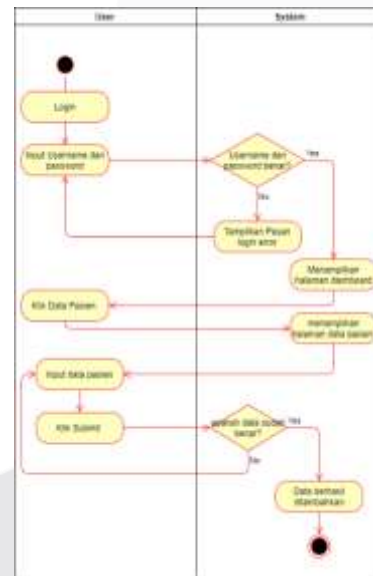 User
System
Login
Input Username dan
password
Username dan
password benar?
Yes
No
Tampilkan Pesan
login error
Menampilkan
halaman dashboard
Klik Data Pasien
menampilkan
halaman data pasien
Input data pasien
Klik Submit
apakah data sudah
benar?
Yes
No
Data berhasil
ditambahkan